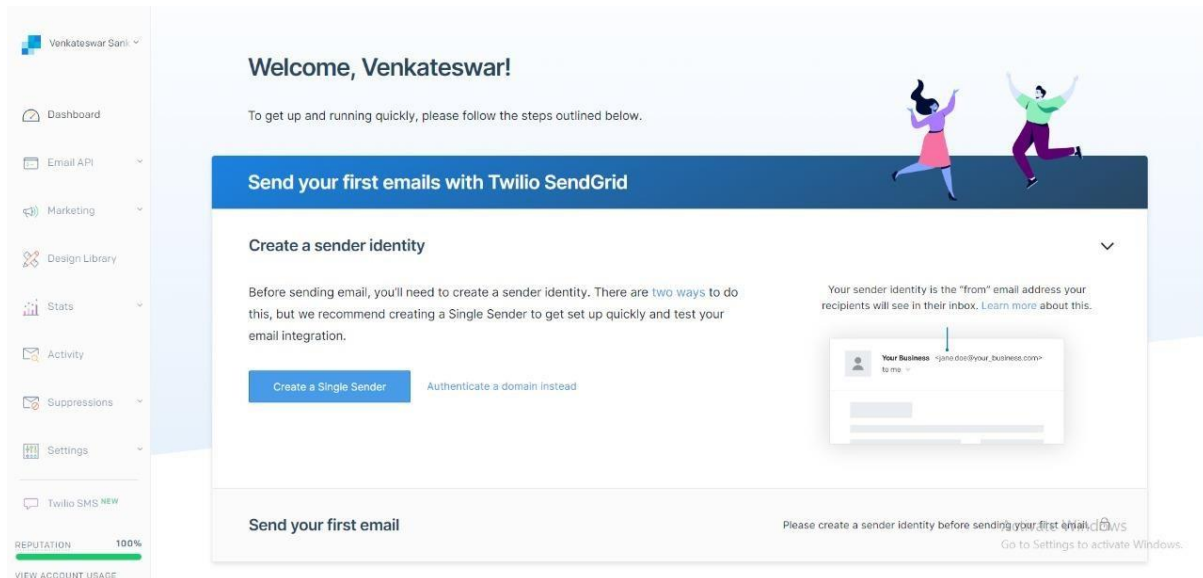 Venkateswar Sank
Dashboard
Email API
Marketing
Design Library
Stats
Activity
Suppressions
Settings
Twilio SMS NEW
REPUTATION 100%
VIEW ACCOUNT USAGE
Welcome, Venkateswar!
To get up and running quickly, please follow the steps outlined below.
Send your first emails with Twilio SendGrid
Create a sender identity
Before sending email, you'll need to create a sender identity. There are two ways to do
this, but we recommend creating a Single Sender to get set up quickly and test your
email integration.
Create a Single Sender
Authenticate a domain instead
Your sender identity is the "from" email address your
recipients will see in their inbox. Learn more about this.
Your Business <jane.doe@your_business.com>
to me
Send your first email
Please create a sender identity before sending your first email.
Activate Windows
Go to Settings to activate Windows.